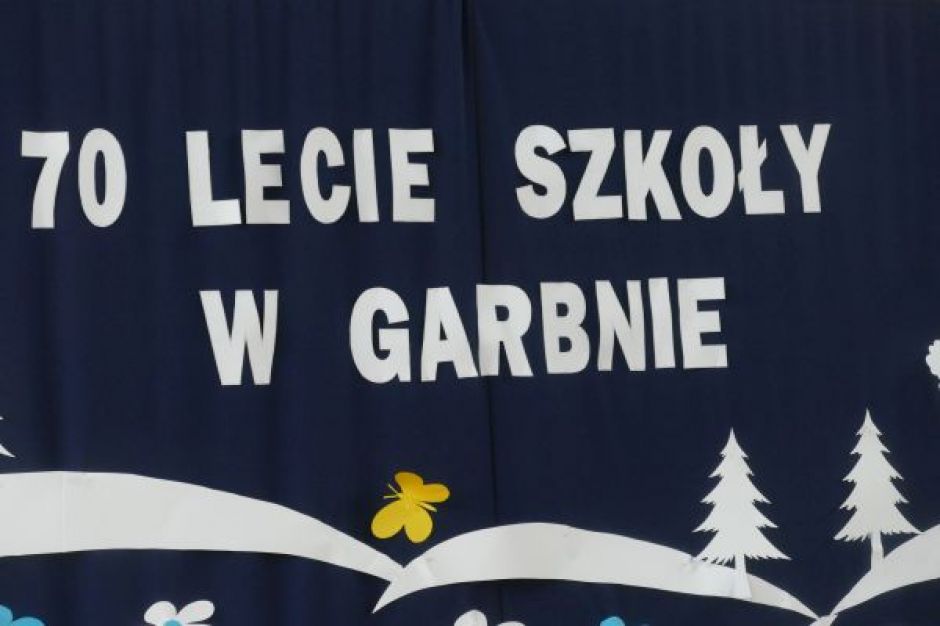 70 LECIE SZKOŁY
W GARBNIE